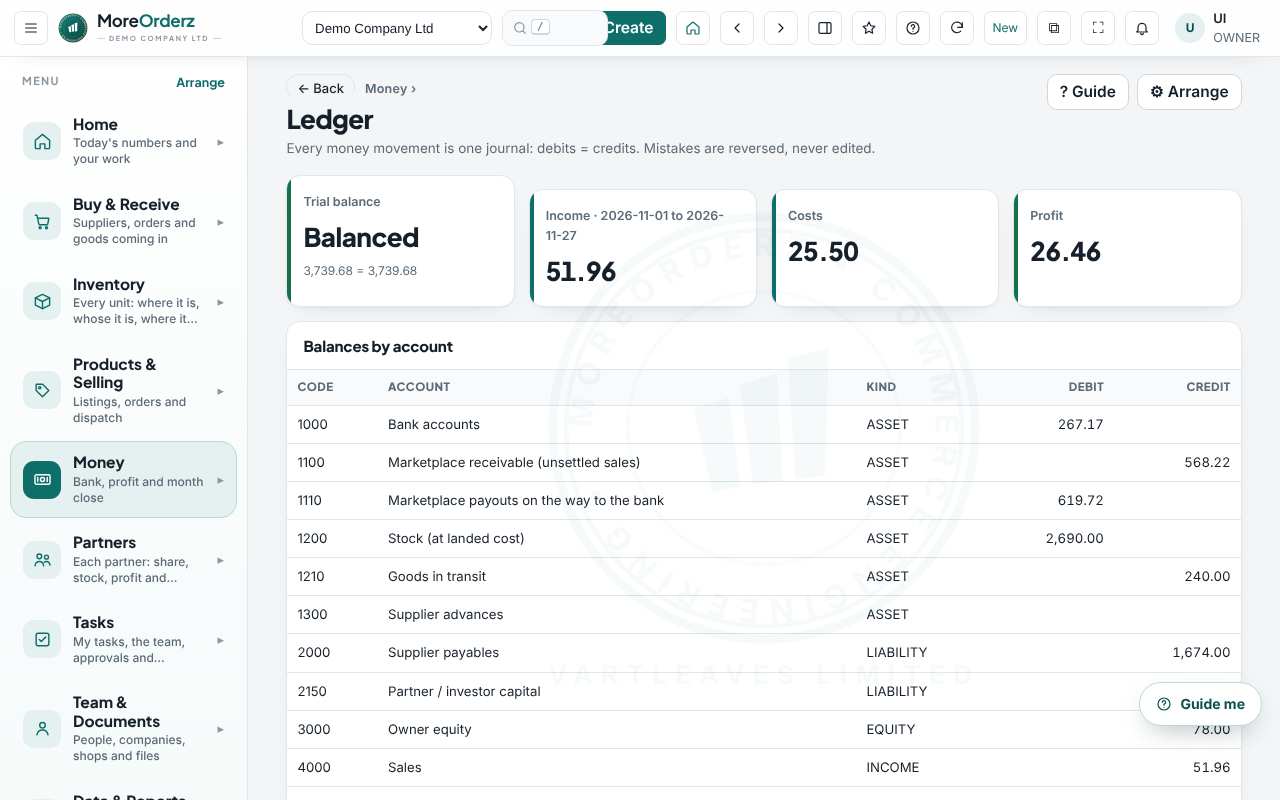 MoreOrderz
— DEMO COMPANY LTD —
Demo Company Ltd
/
Create
New
U
UI
OWNER
MENU
Arrange
Home
Today's numbers and
your work
Buy & Receive
Suppliers, orders and
goods coming in
Inventory
Every unit: where it is,
whose it is, where it...
Products &
Selling
Listings, orders and
dispatch
Money
Bank, profit and month
close
Partners
Each partner: share,
stock, profit and...
Tasks
My tasks, the team,
approvals and...
Team &
Documents
People, companies,
shops and files
← Back
Money ›
? Guide
⚙ Arrange
Ledger
Every money movement is one journal: debits = credits. Mistakes are reversed, never edited.
Trial balance
Balanced
3,739.68 = 3,739.68
Income · 2026-11-01 to 2026-
11-27
51.96
Costs
25.50
Profit
26.46
Balances by account
CODE ACCOUNT KIND DEBIT CREDIT
1000 Bank accounts ASSET 267.17
1100 Marketplace receivable (unsettled sales) ASSET 568.22
1110 Marketplace payouts on the way to the bank ASSET 619.72
1200 Stock (at landed cost) ASSET 2,690.00
1210 Goods in transit ASSET 240.00
1300 Supplier advances ASSET
2000 Supplier payables LIABILITY 1,674.00
2150 Partner / investor capital LIABILITY
3000 Owner equity EQUITY 78.00
4000 Sales INCOME 51.96
Guide me
VARTLEAVES LIMITED